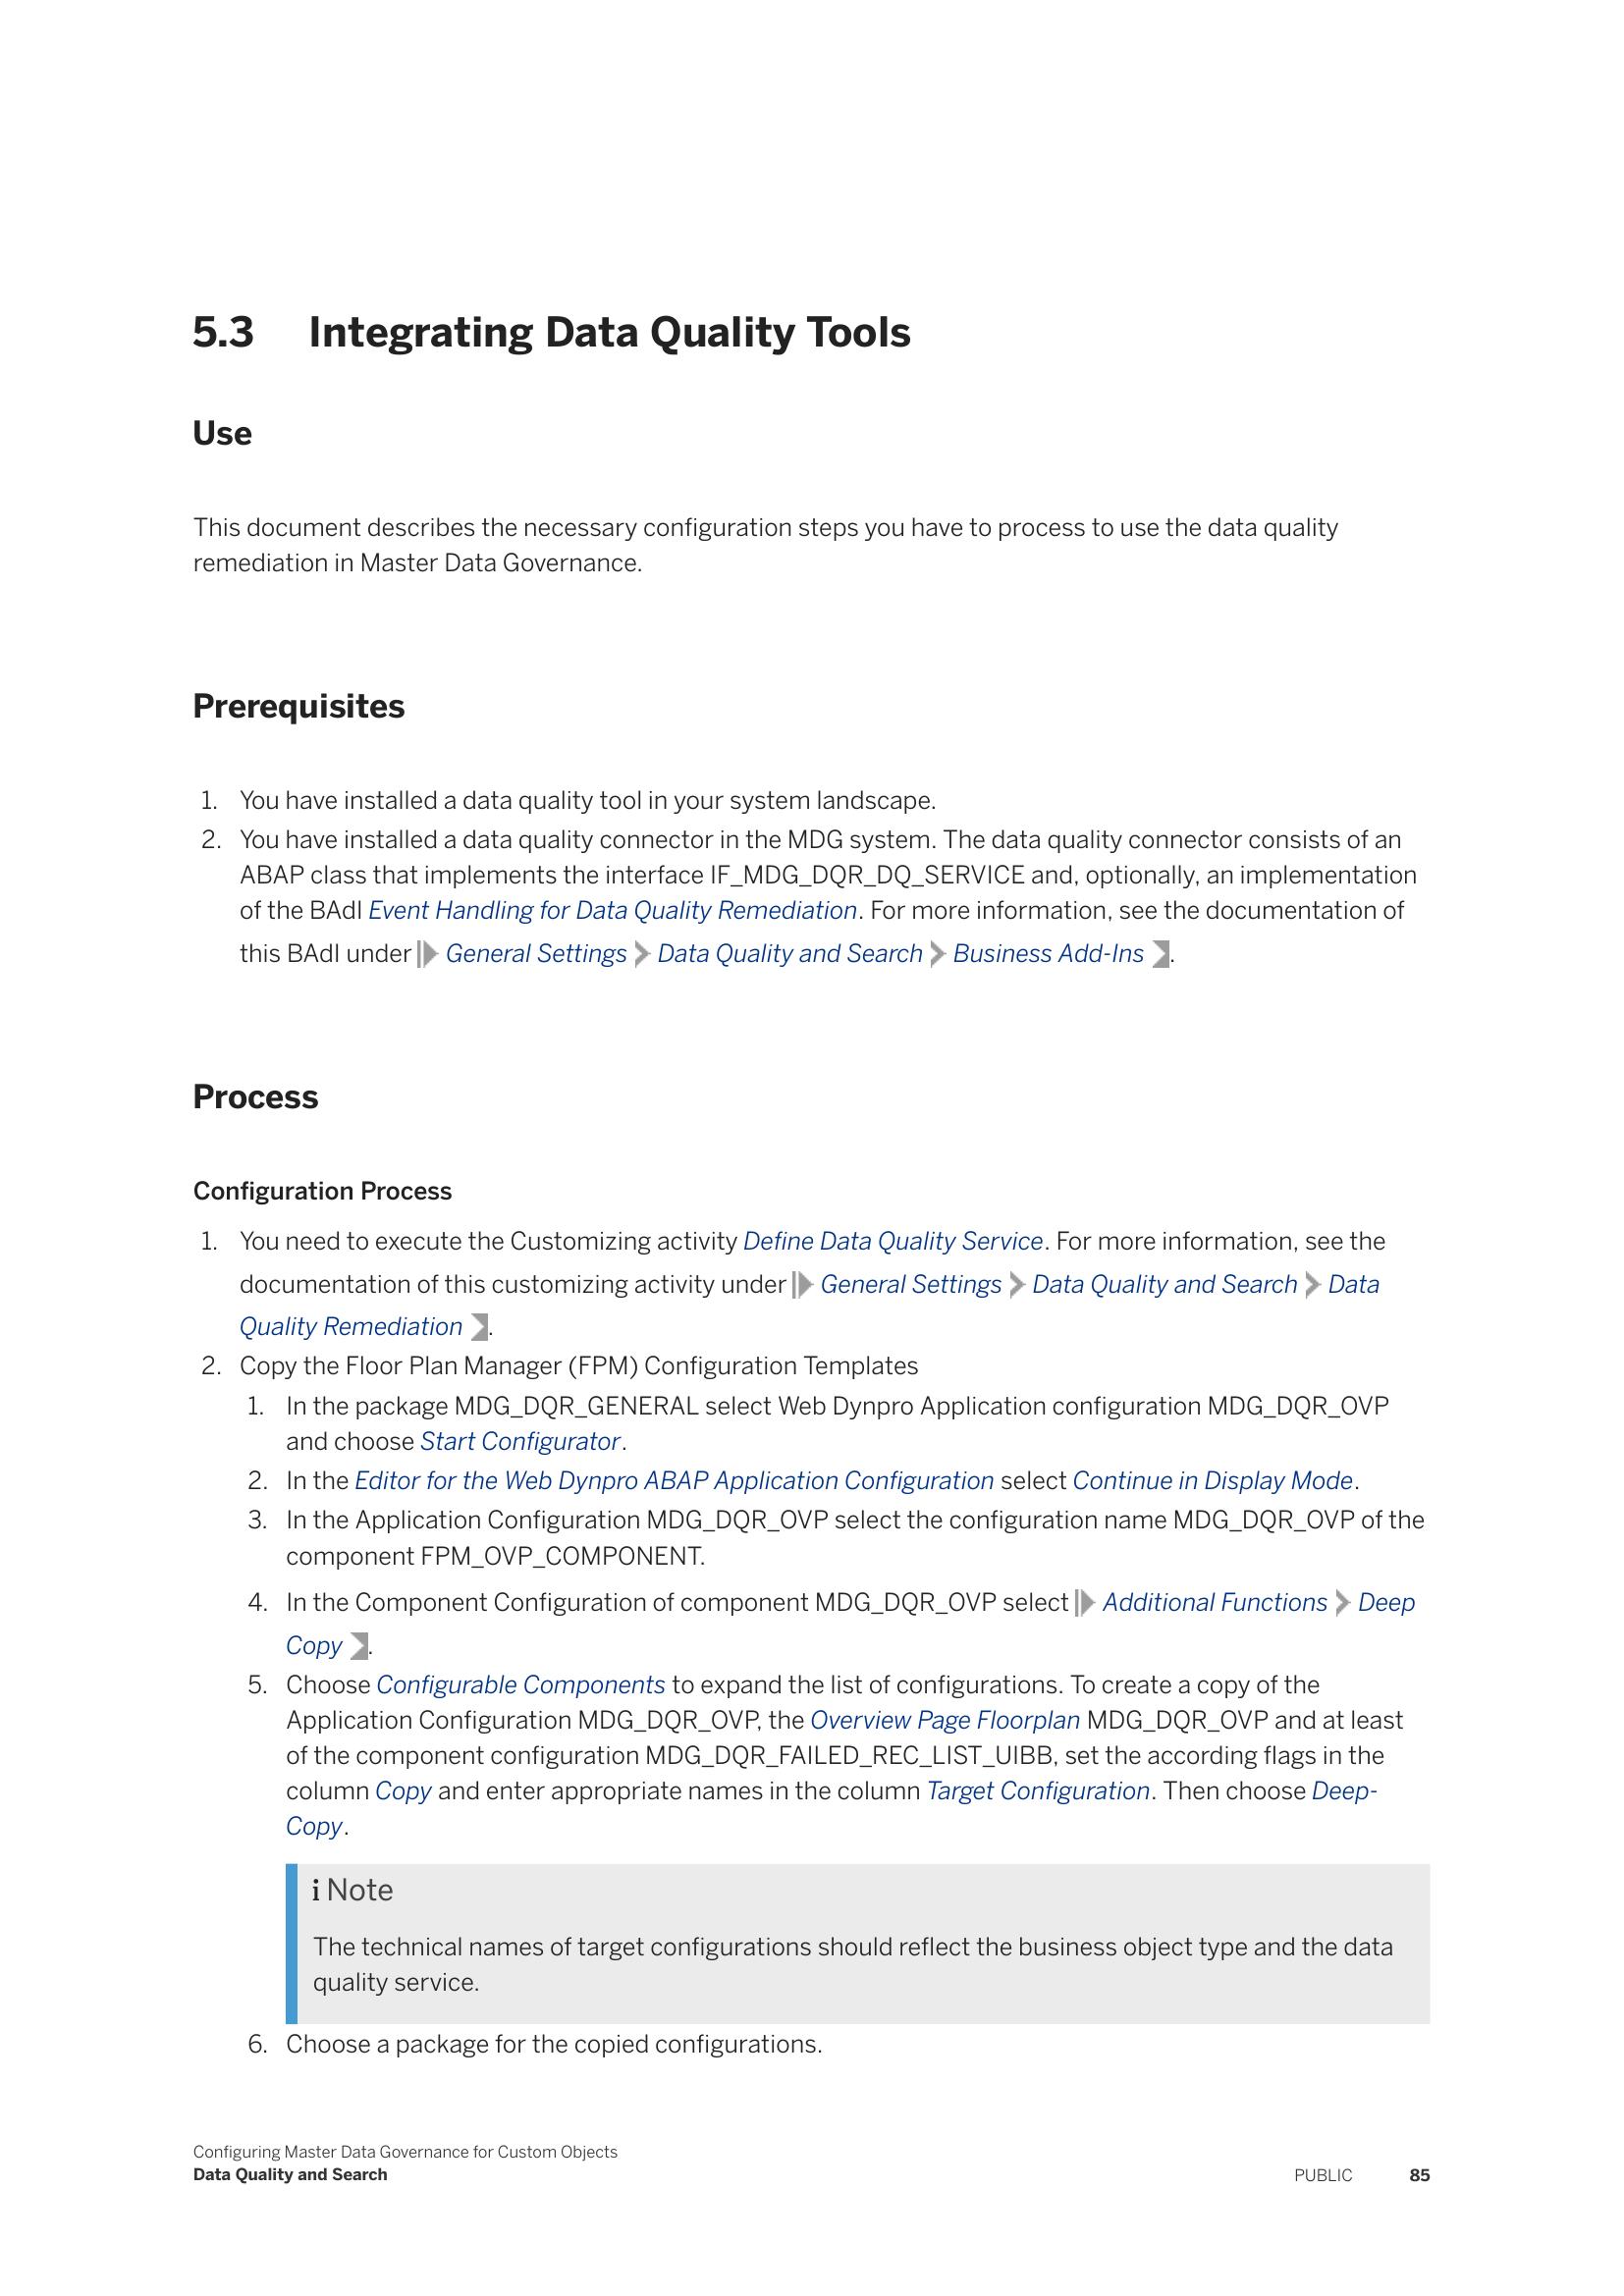 5.3 Integrating Data Quality Tools
Use
This document describes the necessary configuration steps you have to process to use the data quality
remediation in Master Data Governance.
Prerequisites
1. You have installed a data quality tool in your system landscape.
2. You have installed a data quality connector in the MDG system. The data quality connector consists of an
ABAP class that implements the interface IF_MDG_DQR_DQ_SERVICE and, optionally, an implementation
of the BAdI Event Handling for Data Quality Remediation. For more information, see the documentation of
this BAdI under General Settings Data Quality and Search Business Add-Ins .
Process
Configuration Process
1. You need to execute the Customizing activity Define Data Quality Service. For more information, see the
documentation of this customizing activity under General Settings Data Quality and Search Data
Quality Remediation .
2. Copy the Floor Plan Manager (FPM) Configuration Templates
1. In the package MDG_DQR_GENERAL select Web Dynpro Application configuration MDG_DQR_OVP
and choose Start Configurator.
2. In the Editor for the Web Dynpro ABAP Application Configuration select Continue in Display Mode.
3. In the Application Configuration MDG_DQR_OVP select the configuration name MDG_DQR_OVP of the
component FPM_OVP_COMPONENT.
4. In the Component Configuration of component MDG_DQR_OVP select Additional Functions Deep
Copy .
5. Choose Configurable Components to expand the list of configurations. To create a copy of the
Application Configuration MDG_DQR_OVP, the Overview Page Floorplan MDG_DQR_OVP and at least
of the component configuration MDG_DQR_FAILED_REC_LIST_UIBB, set the according flags in the
column Copy and enter appropriate names in the column Target Configuration. Then choose Deep-
Copy.
i Note
The technical names of target configurations should reflect the business object type and the data
quality service.
6. Choose a package for the copied configurations.
Configuring Master Data Governance for Custom Objects
Data Quality and Search PUBLIC 85